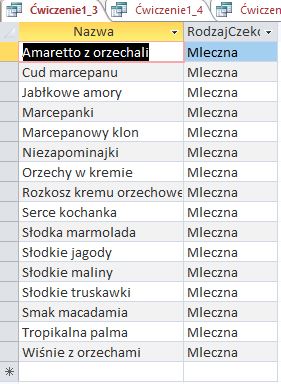 Ćwiczenie1_3 Ćwiczenie1_4 Ćwiczen
Nazwa RodzajCzeko
Amaretto z orzechali Mleczna
Cud marcepanu Mleczna
Jabłkowe amory Mleczna
Marcepanki Mleczna
Marcepanowy klon Mleczna
Niezapominajki Mleczna
Orzechy w kremie Mleczna
Rozkosz kremu orzechowe Mleczna
Serce kochanka Mleczna
Słodka marmolada Mleczna
Słodkie jagody Mleczna
Słodkie maliny Mleczna
Słodkie truskawki Mleczna
Smak macadamia Mleczna
Tropikalna palma Mleczna
Wiśnie z orzechami Mleczna